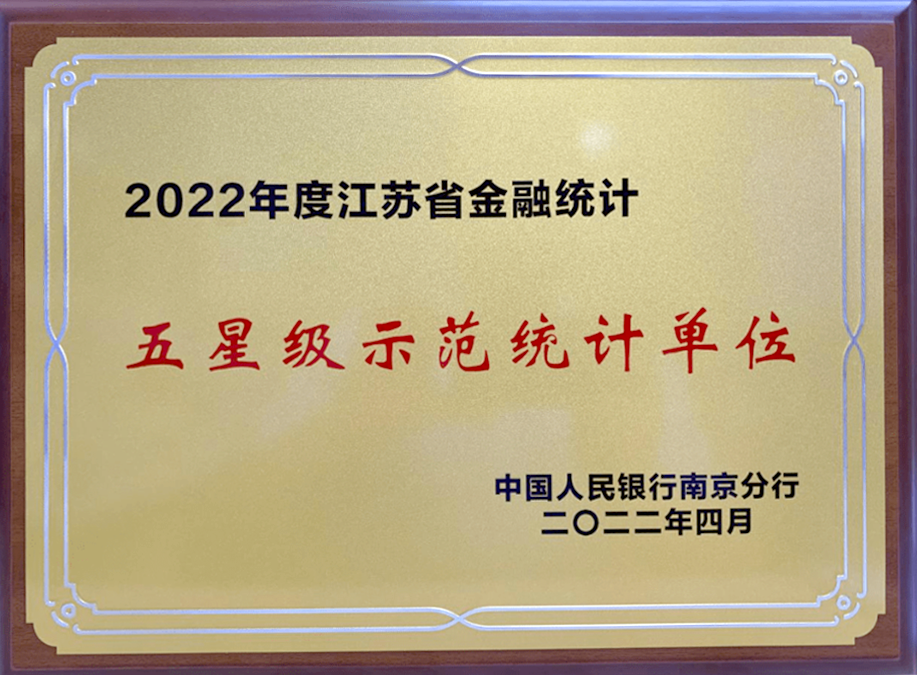 2022年度江苏省金融统计
五星级示范统计单位
中国人民银行南京分行
二〇二二年四月